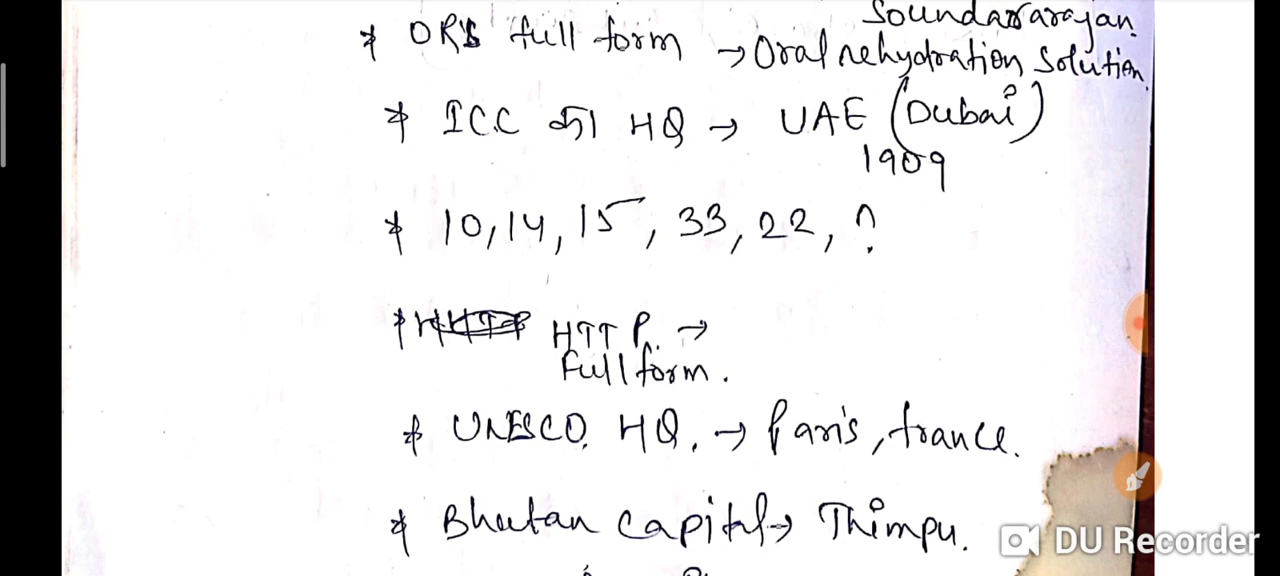 Soundararajan.
* ORS full form → Oral rehydration Solution.
* ICC का HQ → UAE (Dubai)
1909
* 10, 14, 15, 33, 22, ?
* HTTP. →
full form.
* UNESCO. HQ. → Paris, france.
* Bhutan capital → Thimpu.
DU Recorder